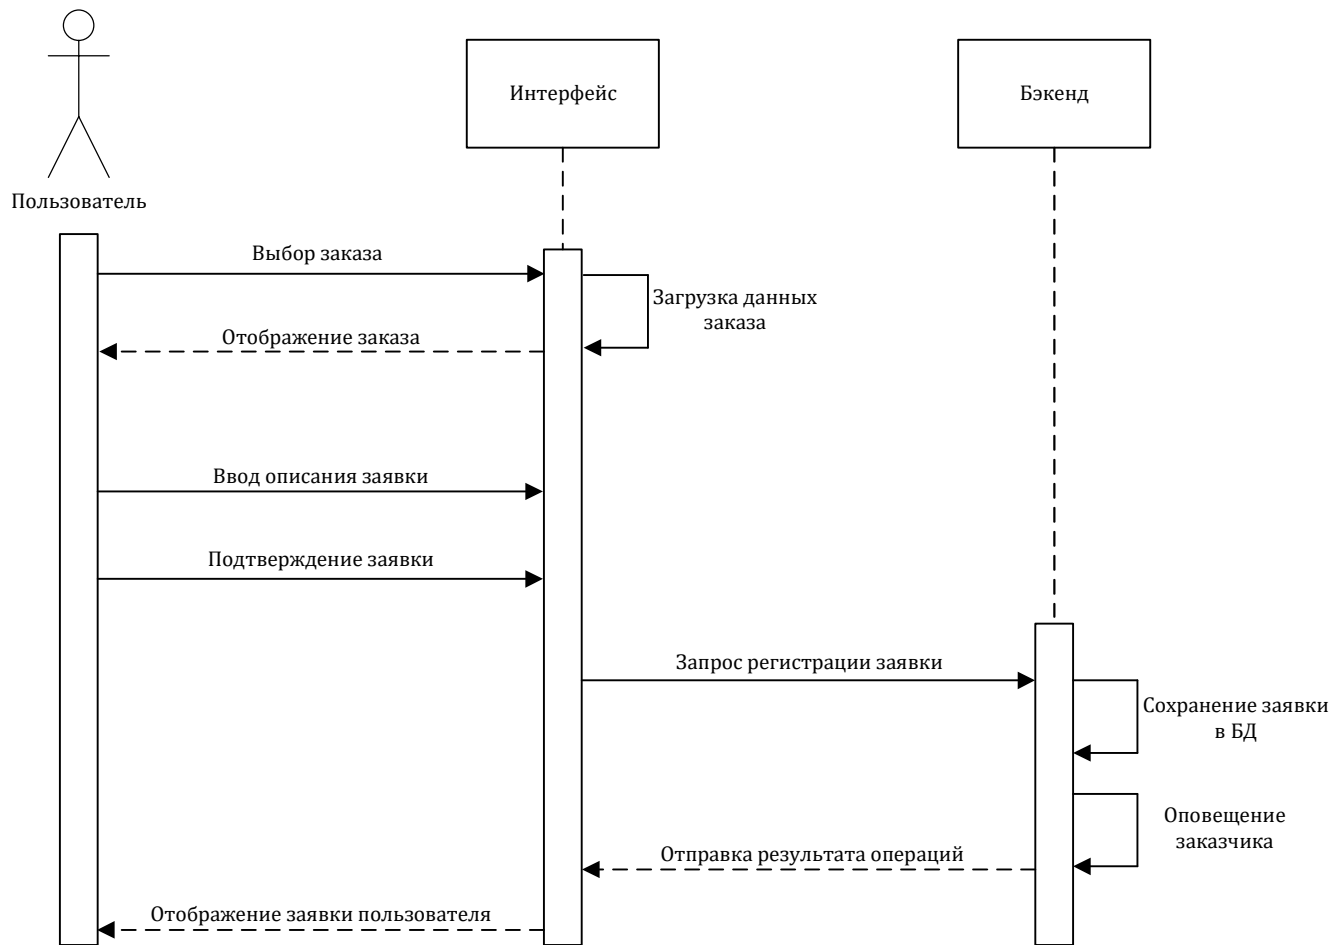 Интерфейс
Бэкенд
Пользователь
Выбор заказа
Загрузка данных
заказа
Отображение заказа
Ввод описания заявки
Подтверждение заявки
Запрос регистрации заявки
Сохранение заявки
в БД
Оповещение
заказчика
Отправка результата операций
Отображение заявки пользователя